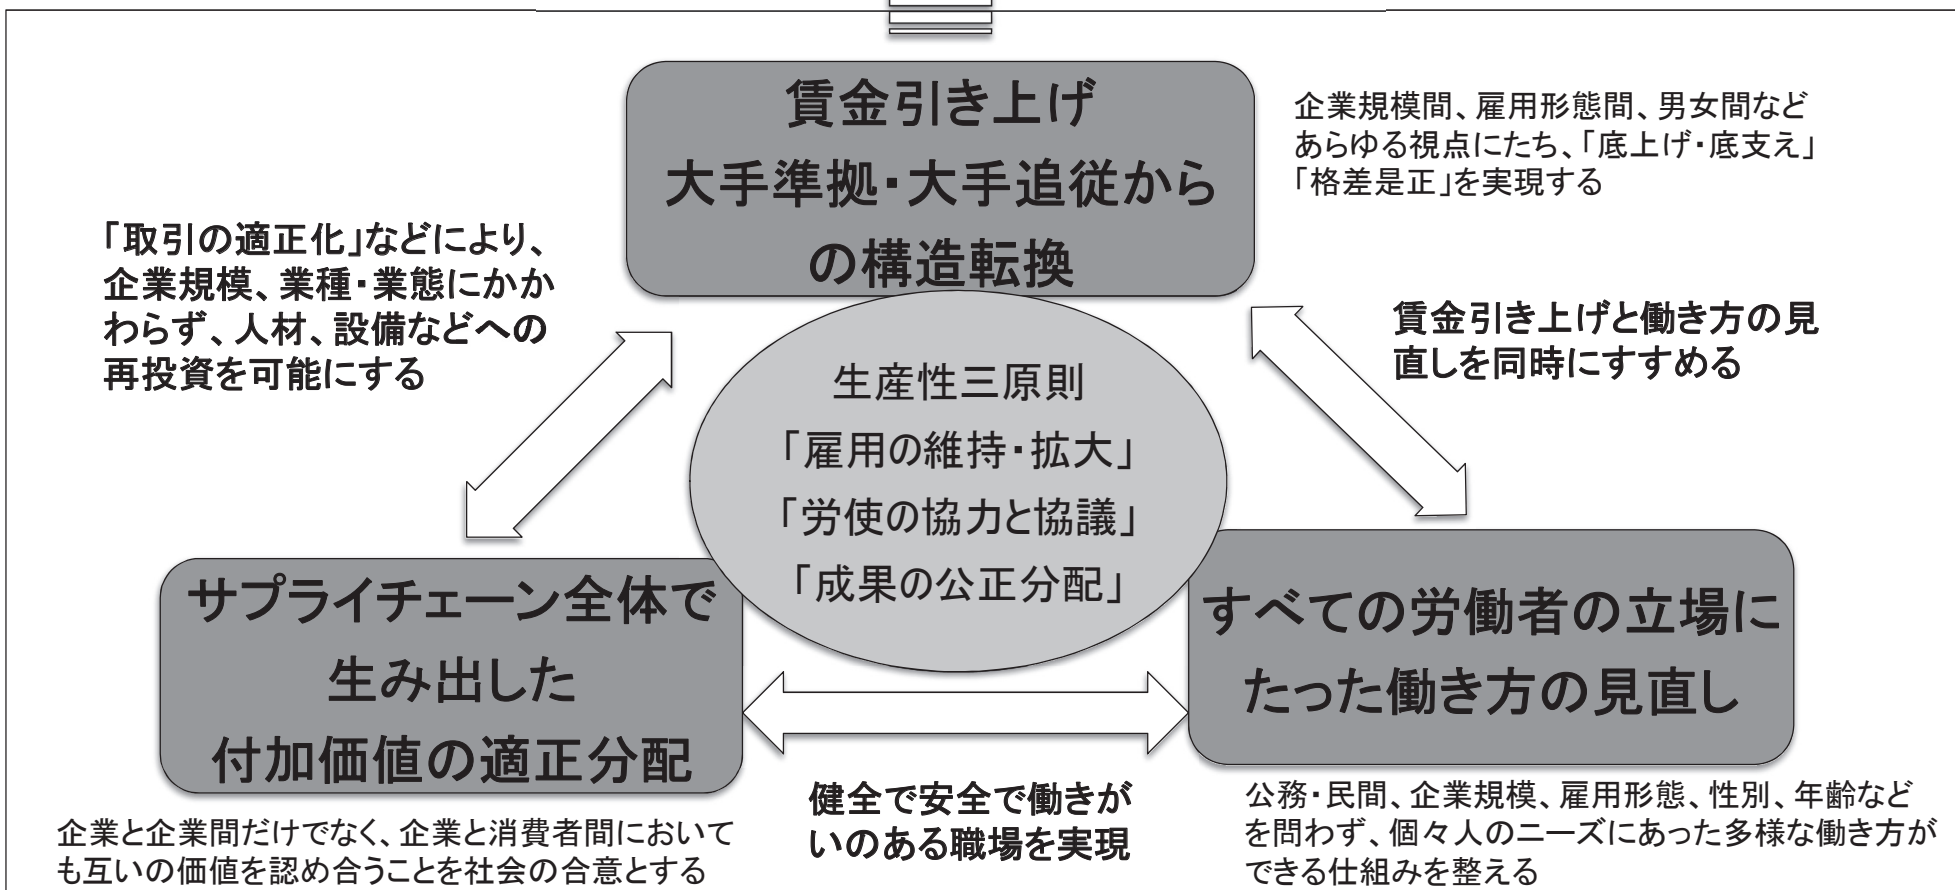 賃金引き上げ
大手準拠・大手追従から
の構造転換
企業規模間、雇用形態間、男女間など
あらゆる視点にたち、「底上げ・底支え」
「格差是正」を実現する
「取引の適正化」などにより、
企業規模、業種・業態にかか
わらず、人材、設備などへの
再投資を可能にする
賃金引き上げと働き方の見
直しを同時にすすめる
生産性三原則
「雇用の維持・拡大」
「労使の協力と協議」
「成果の公正分配」
サプライチェーン全体で
生み出した
付加価値の適正分配
すべての労働者の立場に
たった働き方の見直し
企業と企業間だけでなく、企業と消費者間において
も互いの価値を認め合うことを社会の合意とする
健全で安全で働きが
いのある職場を実現
公務・民間、企業規模、雇用形態、性別、年齢など
を問わず、個々人のニーズにあった多様な働き方が
できる仕組みを整える